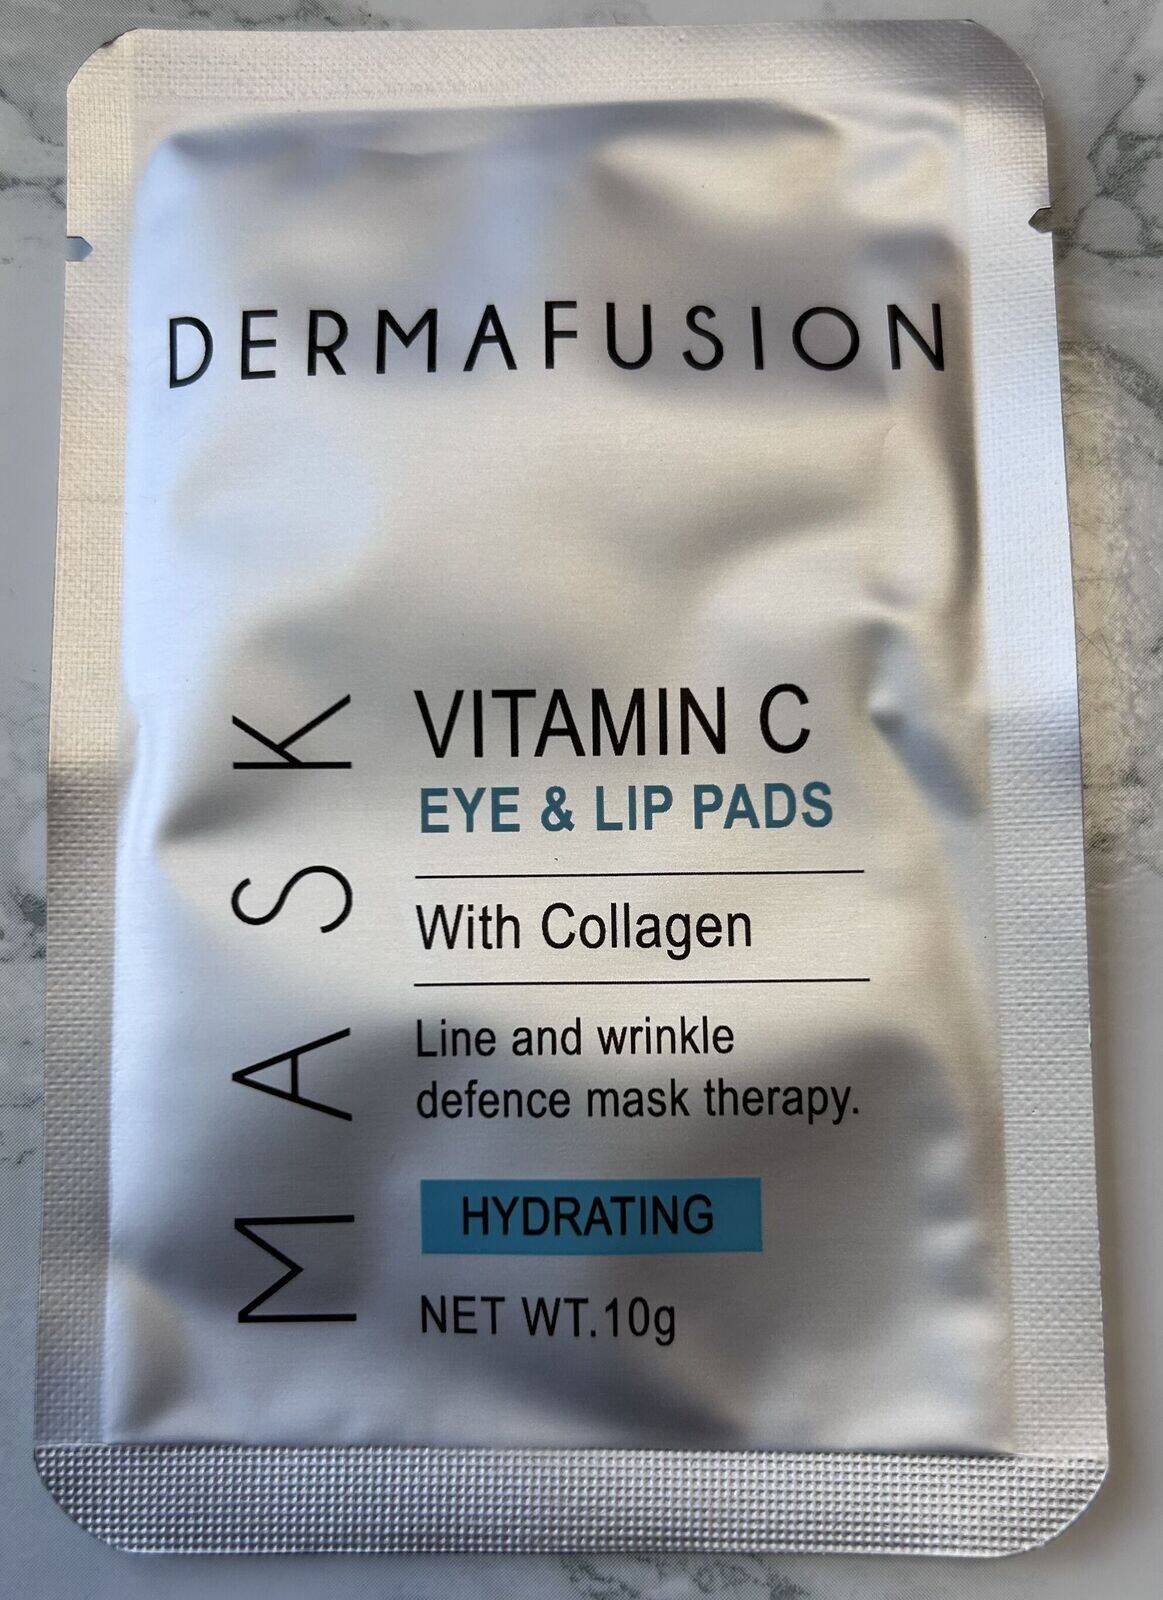 DERMAFUSION
MASK
VITAMIN C
EYE & LIP PADS
With Collagen
Line and wrinkle
defence mask therapy.
HYDRATING
NET WT.10g